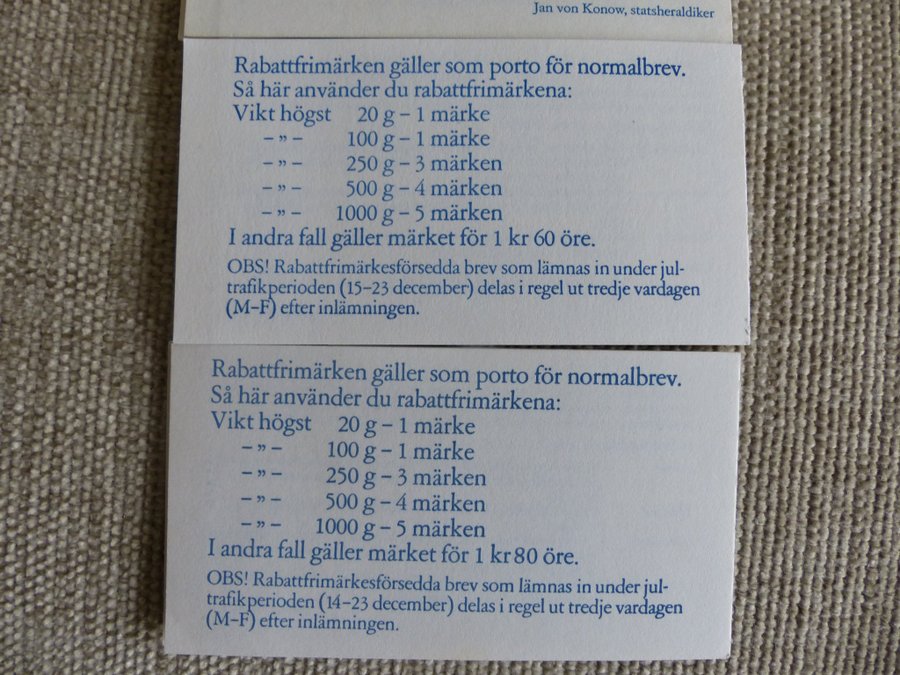 Jan von Konow, statsheraldiker
Rabattfrimärken gäller som porto för normalbrev.
Så här använder du rabattfrimärkena:
Vikt högst 20 g – 1 märke
– ” – 100 g – 1 märke
– ” – 250 g – 3 märken
– ” – 500 g – 4 märken
– ” – 1000 g – 5 märken
I andra fall gäller märket för 1 kr 60 öre.
OBS! Rabattfrimärkesförsedda brev som lämnas in under jul-
trafikperioden (15–23 december) delas i regel ut tredje vardagen
(M–F) efter inlämningen.
Rabattfrimärken gäller som porto för normalbrev.
Så här använder du rabattfrimärkena:
Vikt högst 20 g – 1 märke
– ” – 100 g – 1 märke
– ” – 250 g – 3 märken
– ” – 500 g – 4 märken
– ” – 1000 g – 5 märken
I andra fall gäller märket för 1 kr 80 öre.
OBS! Rabattfrimärkesförsedda brev som lämnas in under jul-
trafikperioden (14–23 december) delas i regel ut tredje vardagen
(M–F) efter inlämningen.